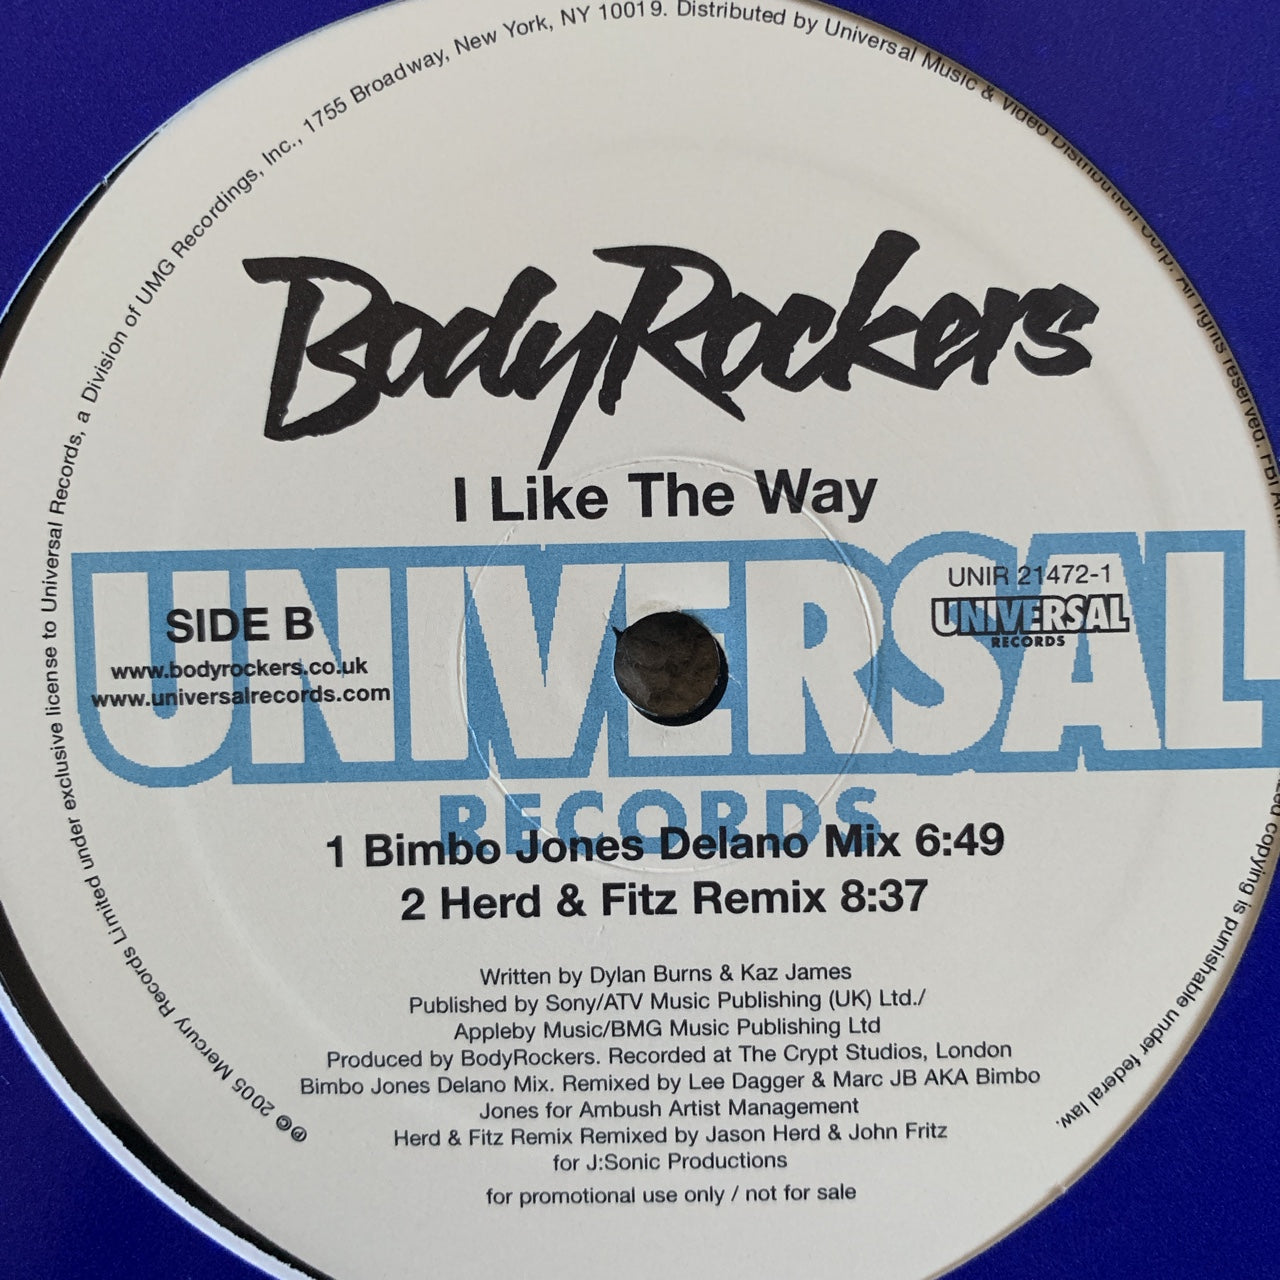 ℗© 2005 Mercury Records Limited under exclusive license to Universal Records, a Division of UMG Recordings, Inc., 1755 Broadway, New York, NY 10019. Distributed by Universal Music & Video Distribution Corp. All rights reserved. FBI copying is punishable under federal law.
BodyRockers
I Like The Way
UNIVERSAL
RECORDS
SIDE B
www.bodyrockers.co.uk
www.universalrecords.com
UNIR 21472-1
UNIVERSAL
RECORDS
1 Bimbo Jones Delano Mix 6:49
2 Herd & Fitz Remix 8:37
Written by Dylan Burns & Kaz James
Published by Sony/ATV Music Publishing (UK) Ltd./
Appleby Music/BMG Music Publishing Ltd
Produced by BodyRockers. Recorded at The Crypt Studios, London
Bimbo Jones Delano Mix. Remixed by Lee Dagger & Marc JB AKA Bimbo
Jones for Ambush Artist Management
Herd & Fitz Remix Remixed by Jason Herd & John Fritz
for J:Sonic Productions
for promotional use only / not for sale